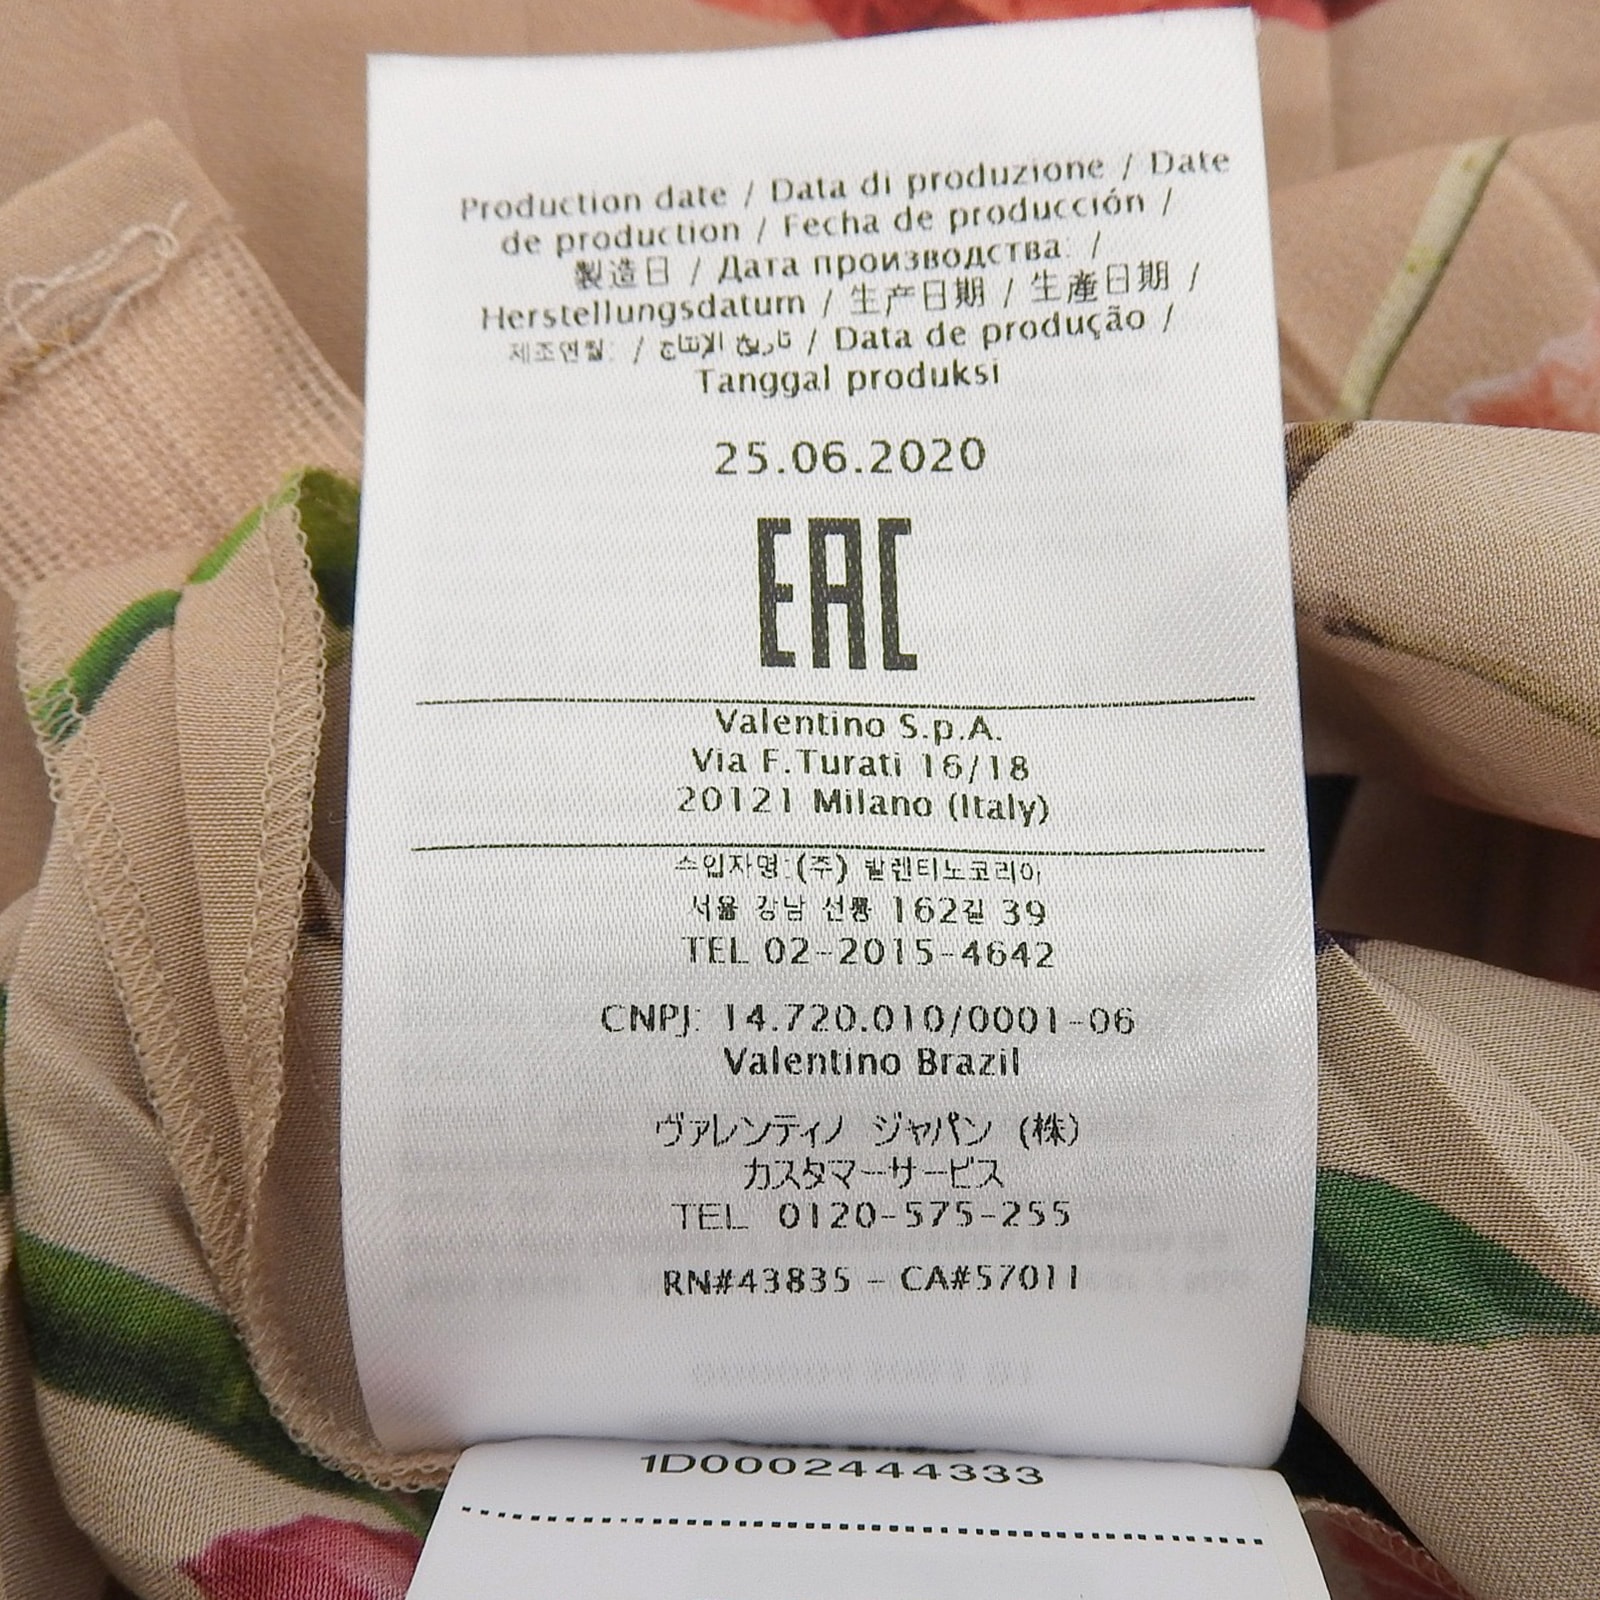 Production date / Data di produzione / Date
de production / Fecha de producción /
製造日 / Дата производства: /
Herstellungsdatum / 生产日期 / 生產日期 /
제조연월: / تاريخ الإنتاج / Data de produção /
Tanggal produksi
25.06.2020
EAC
Valentino S.p.A.
Via F.Turati 16/18
20121 Milano (Italy)
수입자명:(주) 발렌티노코리아
서울 강남 선릉 162길 39
TEL 02-2015-4642
CNPJ: 14.720.010/0001-06
Valentino Brazil
ヴァレンティノ ジャパン (株)
カスタマーサービス
TEL 0120-575-255
RN#43835 - CA#57011
1D0002444333